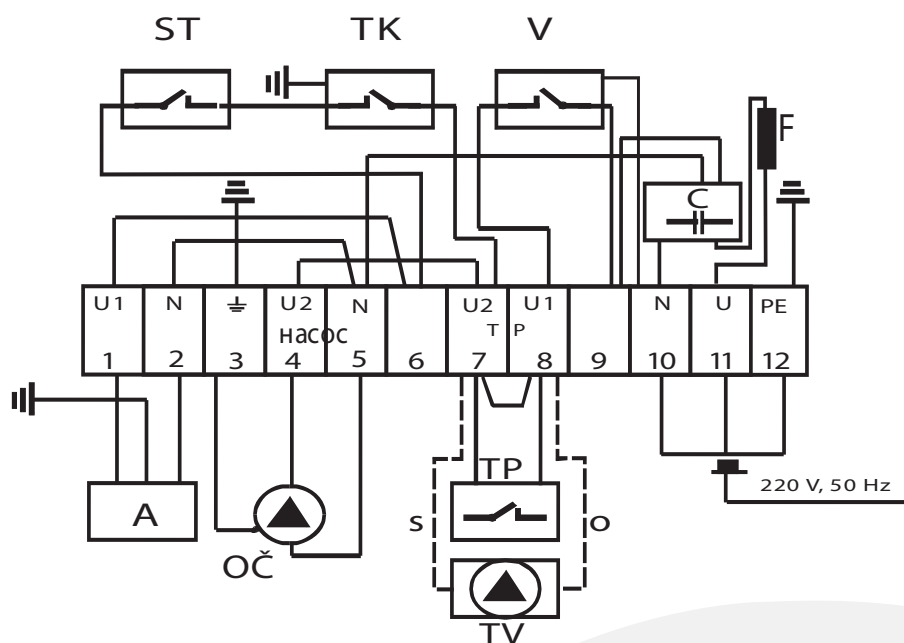 ST TK V
F
C
U1 N U2 N U2 U1 N U PE
насос T P
1 2 3 4 5 6 7 8 9 10 11 12
TP
220 V, 50 Hz
A s o
OČ
TV